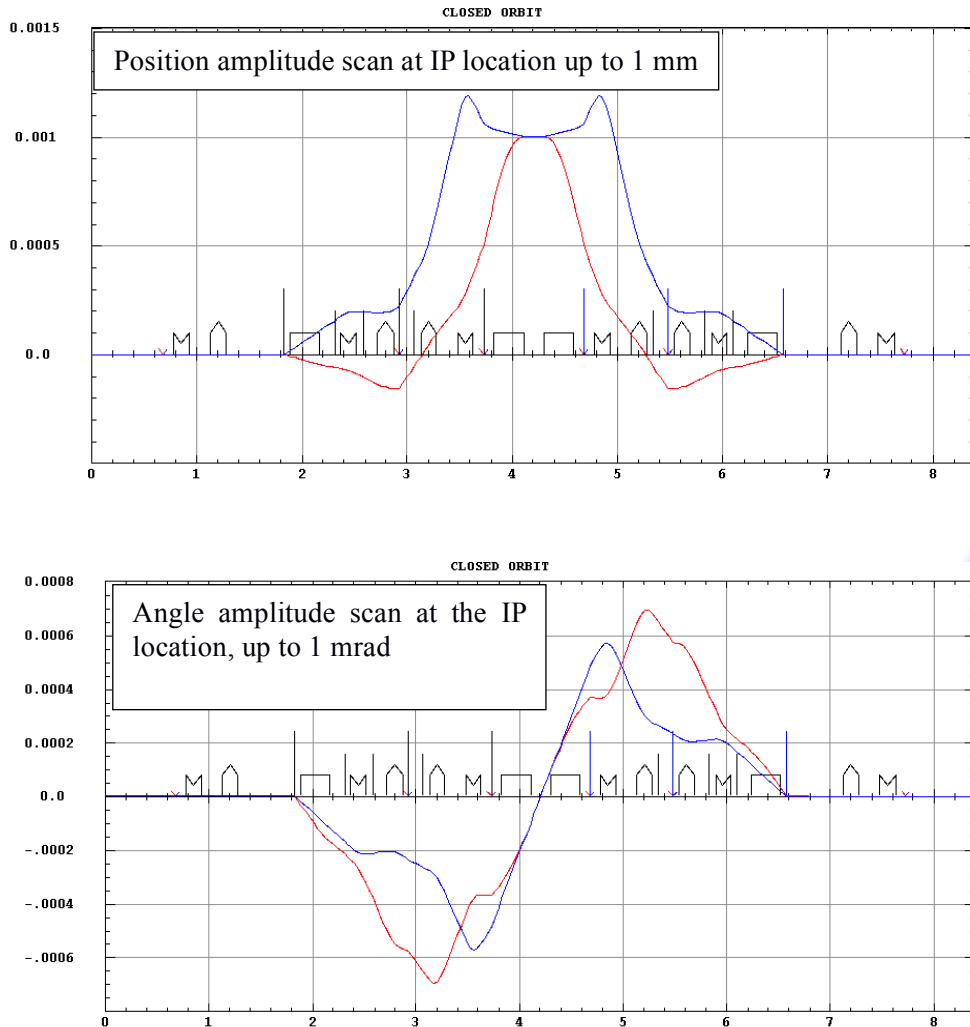 CLOSED ORBIT
0.0015
Position amplitude scan at IP location up to 1 mm
0.001
0.0005
0.0
0 1 2 3 4 5 6 7 8
CLOSED ORBIT
0.0008
Angle amplitude scan at the IP
location, up to 1 mrad
0.0006
0.0004
0.0002
0.0
-.0002
-.0004
-.0006
0 1 2 3 4 5 6 7 8